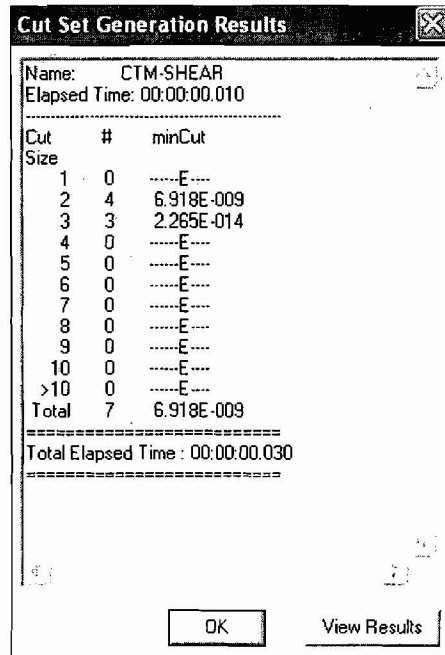 Cut Set Generation Results
Name: CTM-SHEAR
Elapsed Time: 00:00:00.010
--------------------------------------------------
Cut # minCut
Size
1 0 -----E----
2 4 6.918E-009
3 3 2.265E-014
4 0 -----E----
5 0 -----E----
6 0 -----E----
7 0 -----E----
8 0 -----E----
9 0 -----E----
10 0 -----E----
>10 0 -----E----
Total 7 6.918E-009
============================
Total Elapsed Time : 00:00:00.030
============================
OK View Results